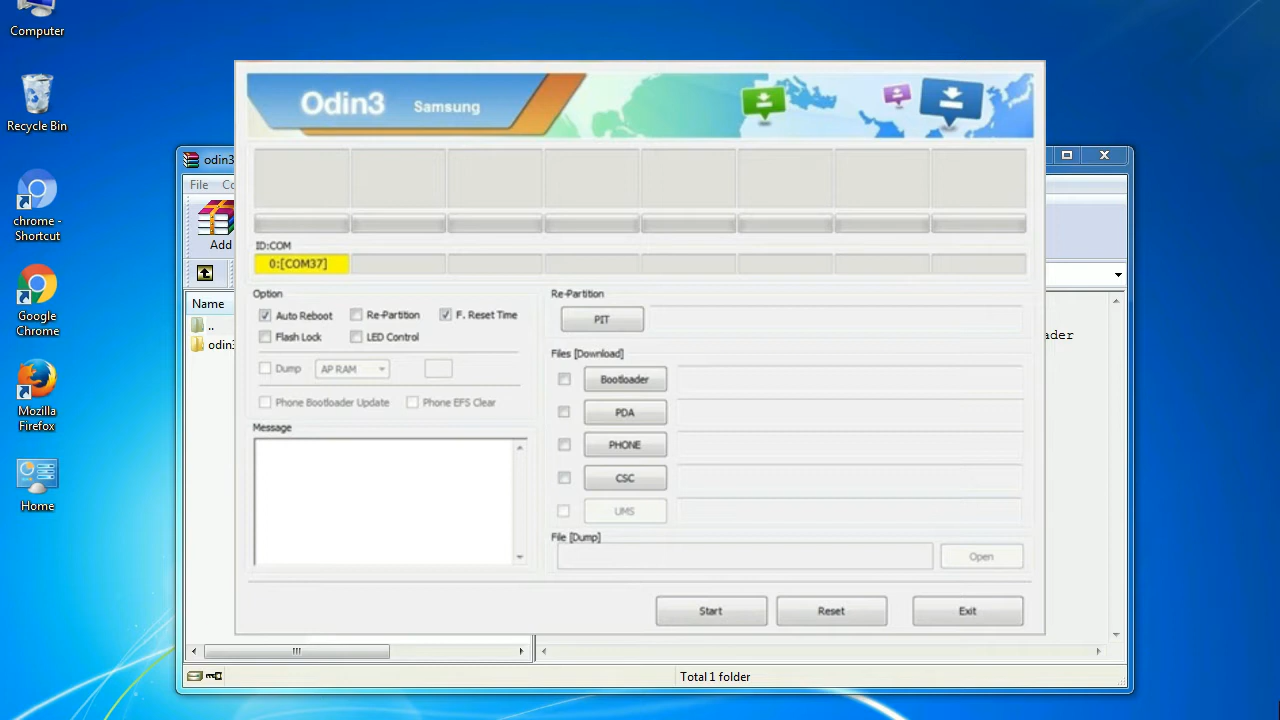 Computer
Recycle Bin
chrome -
Shortcut
Google
Chrome
Mozilla
Firefox
Home
odin3
File Co
Add
Name
..
odin3
ader
Total 1 folder
Odin3 Samsung
ID:COM
0:[COM37]
Option
Auto Reboot Re-Partition F. Reset Time
Flash Lock LED Control
Dump AP RAM
Phone Bootloader Update Phone EFS Clear
Message
Re-Partition
PIT
Files [Download]
Bootloader
PDA
PHONE
CSC
UMS
File [Dump]
Open
Start Reset Exit